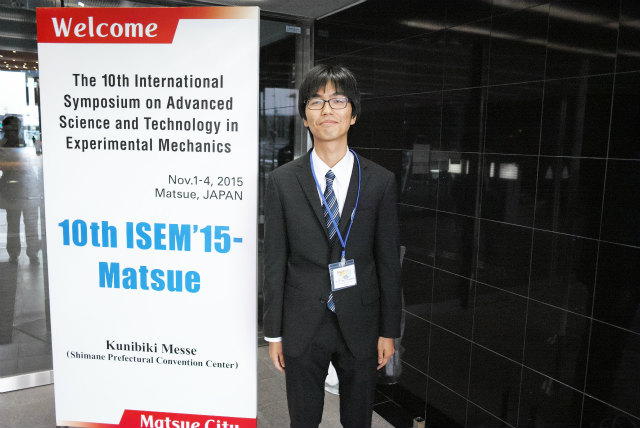 Welcome
The 10th International
Symposium on Advanced
Science and Technology in
Experimental Mechanics
Nov.1-4, 2015
Matsue, JAPAN
10th ISEM'15-
Matsue
Kunibiki Messe
(Shimane Prefectural Convention Center)
Matsue City